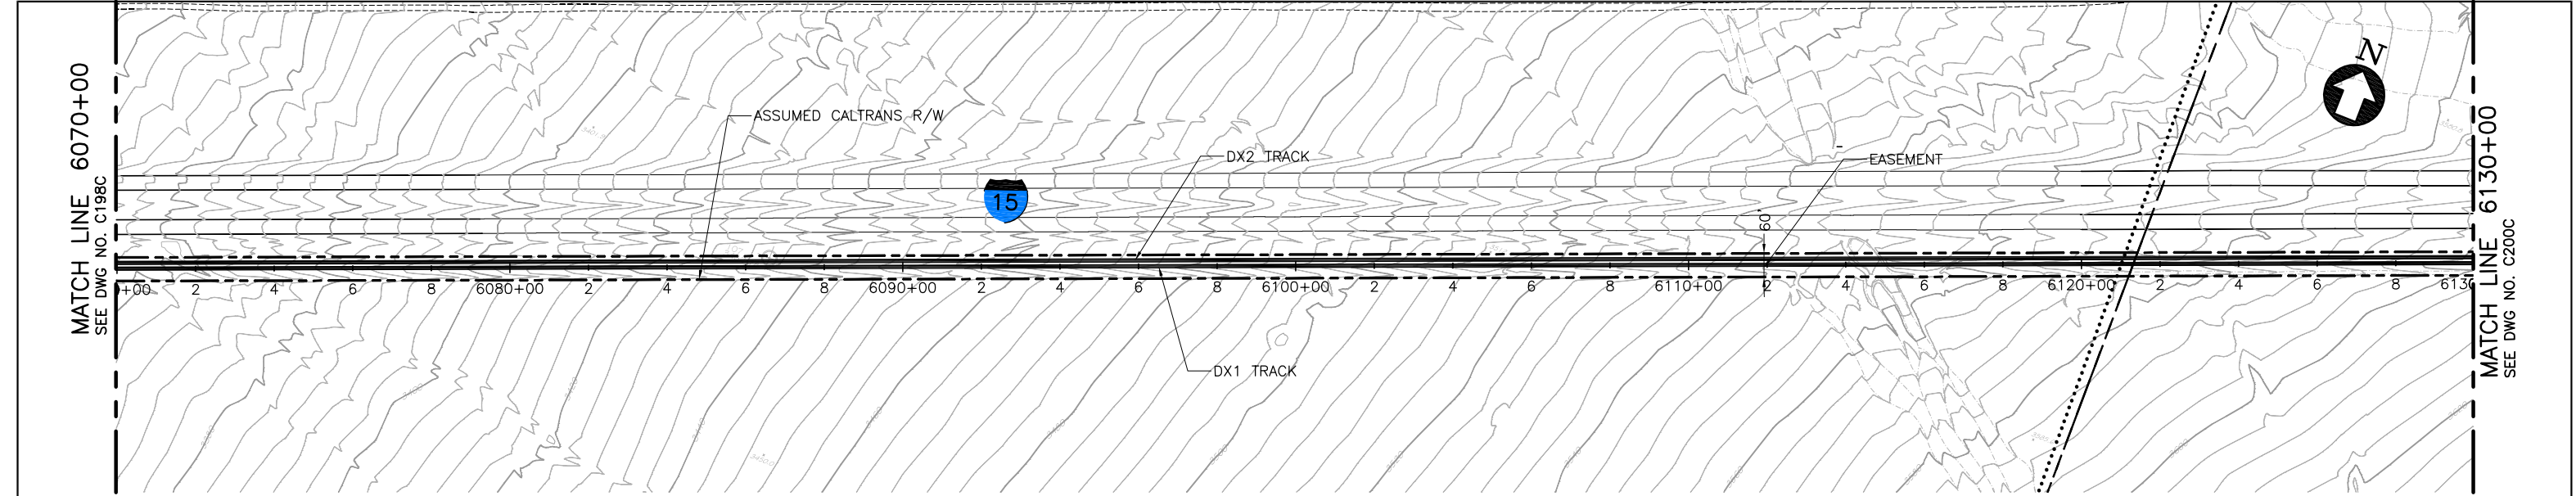 MATCH LINE 6070+00
SEE DWG NO. C198C
N
ASSUMED CALTRANS R/W
DX2 TRACK
EASEMENT
15
60'
+00 2 4 6 8 6080+00 2 4 6 8 6090+00 2 4 6 8 6100+00 2 4 6 8 6110+00 2 4 6 8 6120+00 2 4 6 8 6130
DX1 TRACK
MATCH LINE 6130+00
SEE DWG NO. C200C